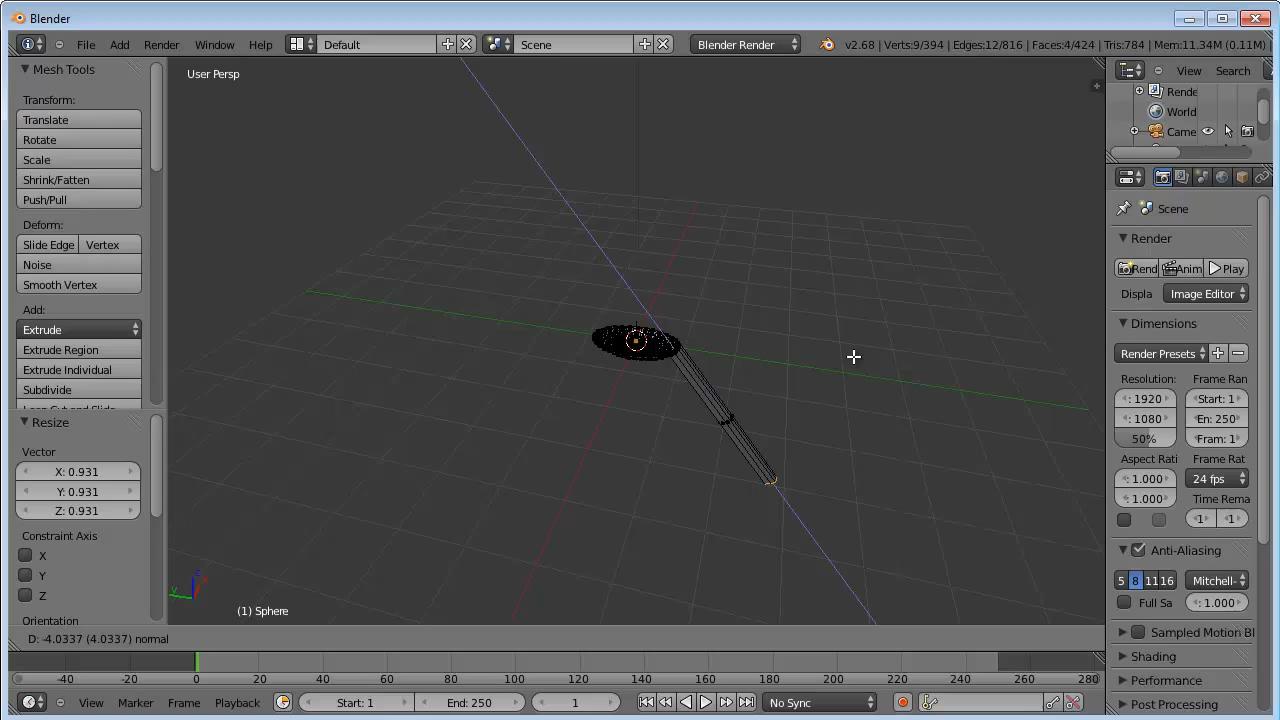 Blender
File Add Render Window Help Default Scene Blender Render v2.68 | Verts:9/394 | Edges:12/816 | Faces:4/424 | Tris:784 | Mem:11.34M (0.11M) |
Mesh Tools
Transform:
Translate
Rotate
Scale
Shrink/Fatten
Push/Pull
Deform:
Slide Edge Vertex
Noise
Smooth Vertex
Add:
Extrude
Extrude Region
Extrude Individual
Subdivide
Loop Cut and Slide
Resize
Vector
X: 0.931
Y: 0.931
Z: 0.931
Constraint Axis
X
Y
Z
Orientation
User Persp
(1) Sphere
D: -4.0337 (4.0337) normal
View Search
Rende
World
Came
Scene
Render
Rend Anim Play
Displa Image Editor
Dimensions
Render Presets
Resolution: Frame Ran
: 1920 Start: 1
: 1080 En: 250
50% Fram: 1
Aspect Rati Frame Rat
: 1.000 24 fps
: 1.000 Time Rema
1 1
Anti-Aliasing
5 8 11 16 Mitchell-
Full Sa : 1.000
Sampled Motion Bl
Shading
Performance
Post Processing
-40 -20 0 20 40 60 80 100 120 140 160 180 200 220 240 260 280
View Marker Frame Playback Start: 1 End: 250 1 No Sync